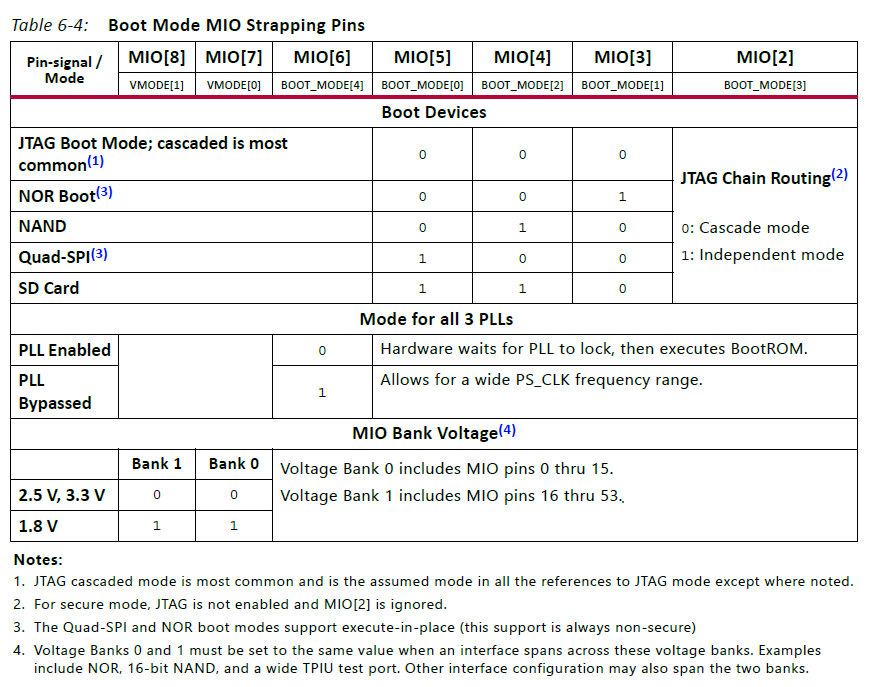 Table 6-4: Boot Mode MIO Strapping Pins
Pin-signal / Mode MIO[8] MIO[7] MIO[6] MIO[5] MIO[4] MIO[3] MIO[2]
VMODE[1] VMODE[0] BOOT_MODE[4] BOOT_MODE[0] BOOT_MODE[2] BOOT_MODE[1] BOOT_MODE[3]
Boot Devices
JTAG Boot Mode; cascaded is most
common(1) 0 0 0
JTAG Chain Routing(2)
NOR Boot(3) 0 0 1
NAND 0 1 0
0: Cascade mode
Quad-SPI(3) 1 0 0
1: Independent mode
SD Card 1 1 0
Mode for all 3 PLLs
PLL Enabled 0 Hardware waits for PLL to lock, then executes BootROM.
PLL
Bypassed 1 Allows for a wide PS_CLK frequency range.
MIO Bank Voltage(4)
Bank 1 Bank 0 Voltage Bank 0 includes MIO pins 0 thru 15.
2.5 V, 3.3 V 0 0 Voltage Bank 1 includes MIO pins 16 thru 53..
1.8 V 1 1
Notes:
1. JTAG cascaded mode is most common and is the assumed mode in all the references to JTAG mode except where noted.
2. For secure mode, JTAG is not enabled and MIO[2] is ignored.
3. The Quad-SPI and NOR boot modes support execute-in-place (this support is always non-secure)
4. Voltage Banks 0 and 1 must be set to the same value when an interface spans across these voltage banks. Examples
include NOR, 16-bit NAND, and a wide TPIU test port. Other interface configuration may also span the two banks.